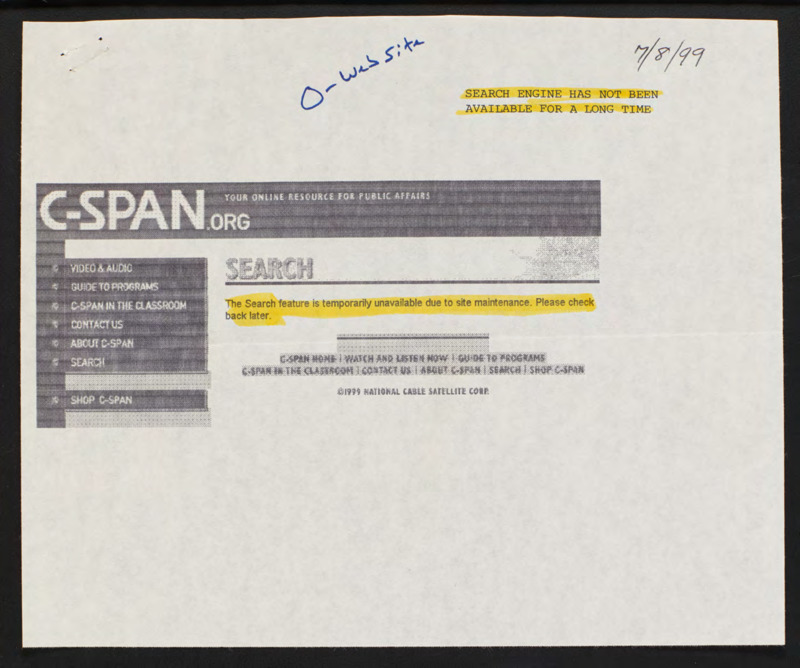 O-Website
7/8/99
SEARCH ENGINE HAS NOT BEEN
AVAILABLE FOR A LONG TIME
C-SPAN.ORG
YOUR ONLINE RESOURCE FOR PUBLIC AFFAIRS
VIDEO & AUDIO
GUIDE TO PROGRAMS
C-SPAN IN THE CLASSROOM
CONTACT US
ABOUT C-SPAN
SEARCH
SHOP C-SPAN
SEARCH
The Search feature is temporarily unavailable due to site maintenance. Please check
back later.
C-SPAN HOME | WATCH AND LISTEN NOW | GUIDE TO PROGRAMS
C-SPAN IN THE CLASSROOM | CONTACT US | ABOUT C-SPAN | SEARCH | SHOP C-SPAN
©1999 NATIONAL CABLE SATELLITE CORP.